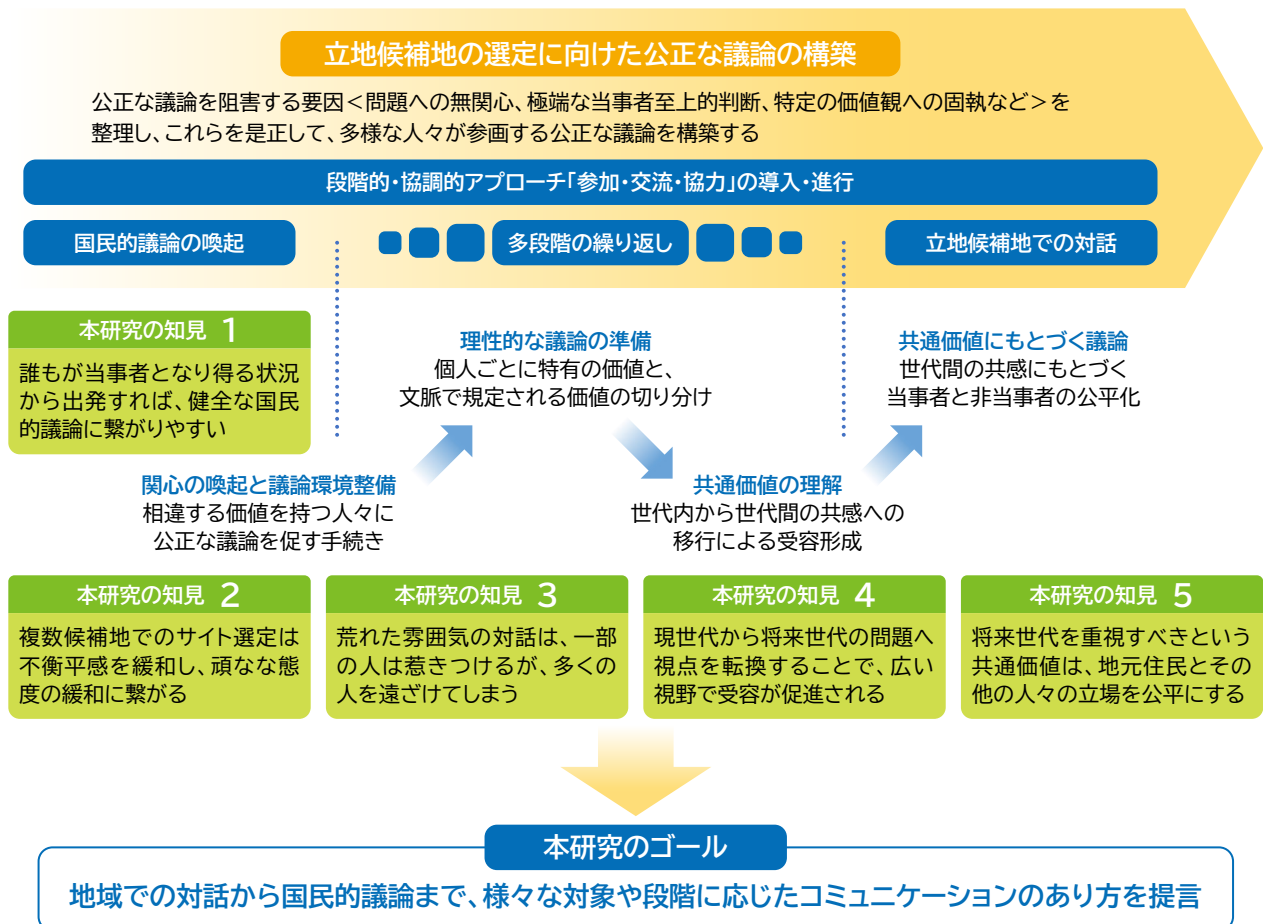 立地候補地の選定に向けた公正な議論の構築
公正な議論を阻害する要因＜問題への無関心、極端な当事者至上的判断、特定の価値観への固執など＞を
整理し、これらを是正して、多様な人々が参画する公正な議論を構築する
段階的・協調的アプローチ「参加・交流・協力」の導入・進行
国民的議論の喚起
多段階の繰り返し
立地候補地での対話
本研究の知見 1
誰もが当事者となり得る状況
から出発すれば、健全な国民
的議論に繋がりやすい
理性的な議論の準備
個人ごとに特有の価値と、
文脈で規定される価値の切り分け
共通価値にもとづく議論
世代間の共感にもとづく
当事者と非当事者の公平化
関心の喚起と議論環境整備
相違する価値を持つ人々に
公正な議論を促す手続き
共通価値の理解
世代内から世代間の共感への
移行による受容形成
本研究の知見 2
複数候補地でのサイト選定は
不衡平感を緩和し、頑なな態
度の緩和に繋がる
本研究の知見 3
荒れた雰囲気の対話は、一部
の人は惹きつけるが、多くの
人を遠ざけてしまう
本研究の知見 4
現世代から将来世代の問題へ
視点を転換することで、広い
視野で受容が促進される
本研究の知見 5
将来世代を重視すべきという
共通価値は、地元住民とその
他の人々の立場を公平にする
本研究のゴール
地域での対話から国民的議論まで、様々な対象や段階に応じたコミュニケーションのあり方を提言